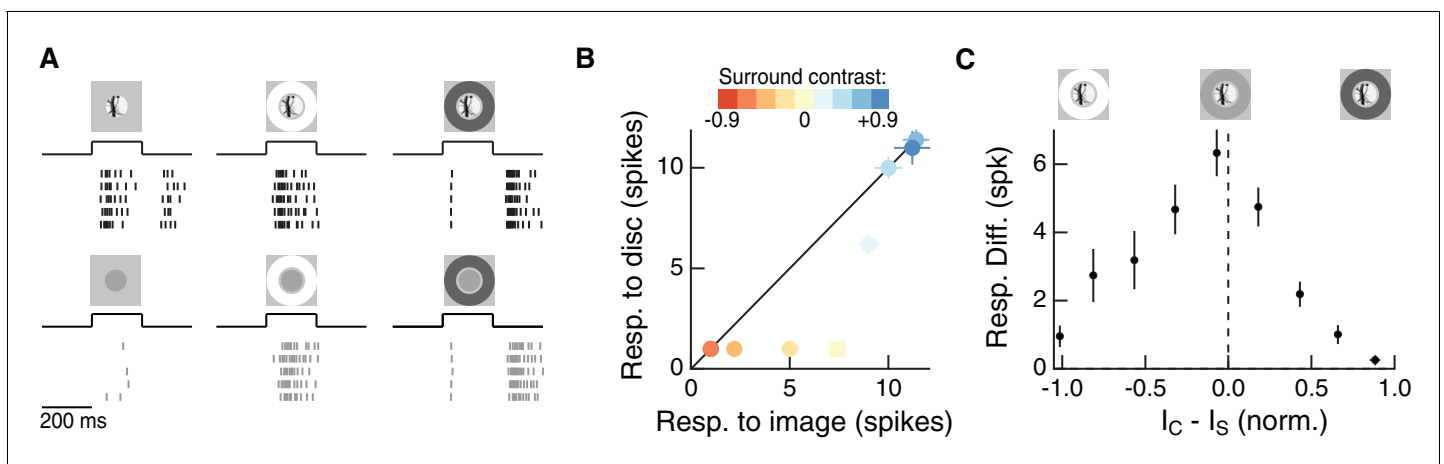 A
200 ms
B
Surround contrast:
-0.9 0 +0.9
Resp. to disc (spikes)
10
5
0
0 5 10
Resp. to image (spikes)
C
Resp. Diff. (spk)
6
4
2
0
-1.0 -0.5 0.0 0.5 1.0
I_C - I_S (norm.)